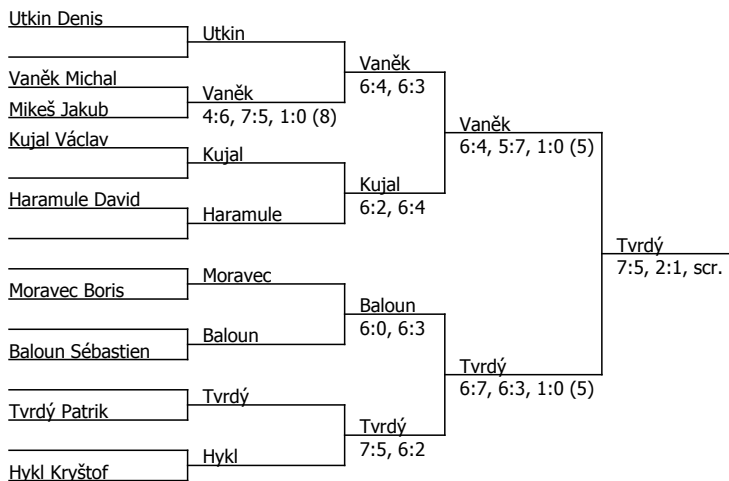 Utkin Denis
Vaněk Michal
Mikeš Jakub
Kujal Václav
Haramule David
Moravec Boris
Baloun Sébastien
Tvrdý Patrik
Hykl Kryštof
Utkin
Vaněk
4:6, 7:5, 1:0 (8)
Kujal
Haramule
Moravec
Baloun
Tvrdý
Hykl
Vaněk
6:4, 6:3
Kujal
6:2, 6:4
Baloun
6:0, 6:3
Tvrdý
7:5, 6:2
Vaněk
6:4, 5:7, 1:0 (5)
Tvrdý
6:7, 6:3, 1:0 (5)
Tvrdý
7:5, 2:1, scr.